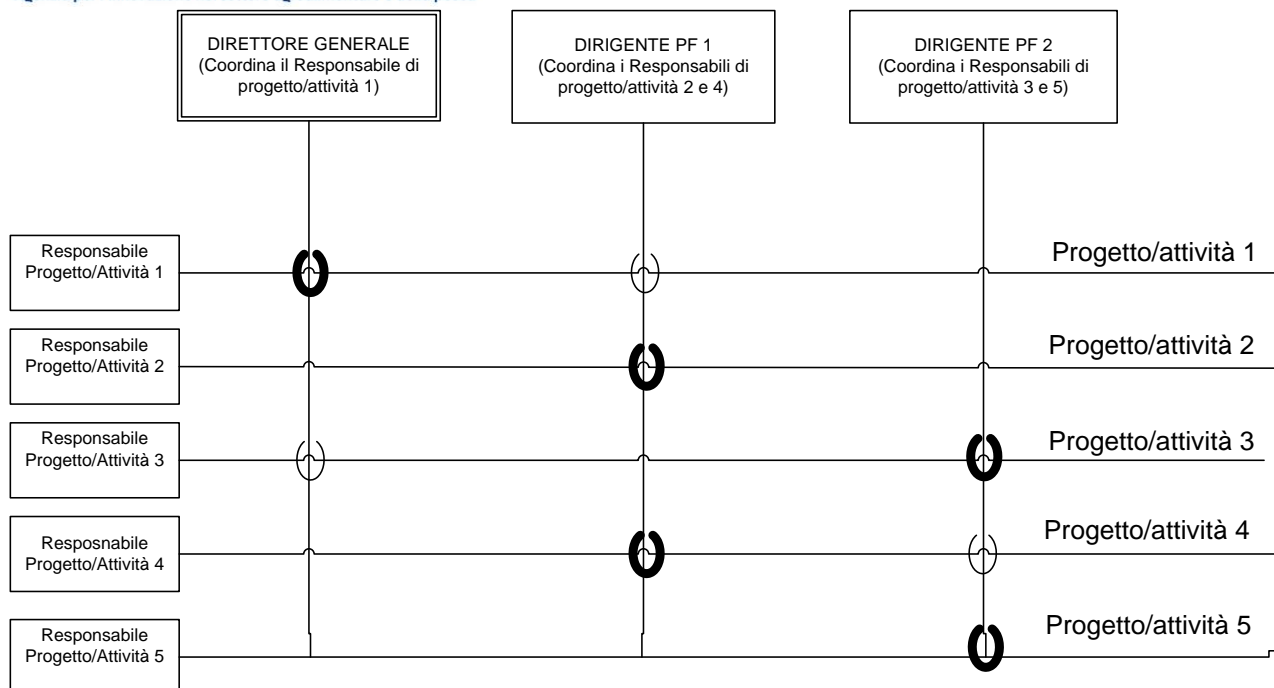 DIRETTORE GENERALE
(Coordina il Responsabile di
progetto/attività 1)
DIRIGENTE PF 1
(Coordina i Responsabili di
progetto/attività 2 e 4)
DIRIGENTE PF 2
(Coordina i Responsabili di
progetto/attività 3 e 5)
Responsabile
Progetto/Attività 1
Progetto/attività 1
Responsabile
Progetto/Attività 2
Progetto/attività 2
Responsabile
Progetto/Attività 3
Progetto/attività 3
Resposnabile
Progetto/Attività 4
Progetto/attività 4
Responsabile
Progetto/Attività 5
Progetto/attività 5